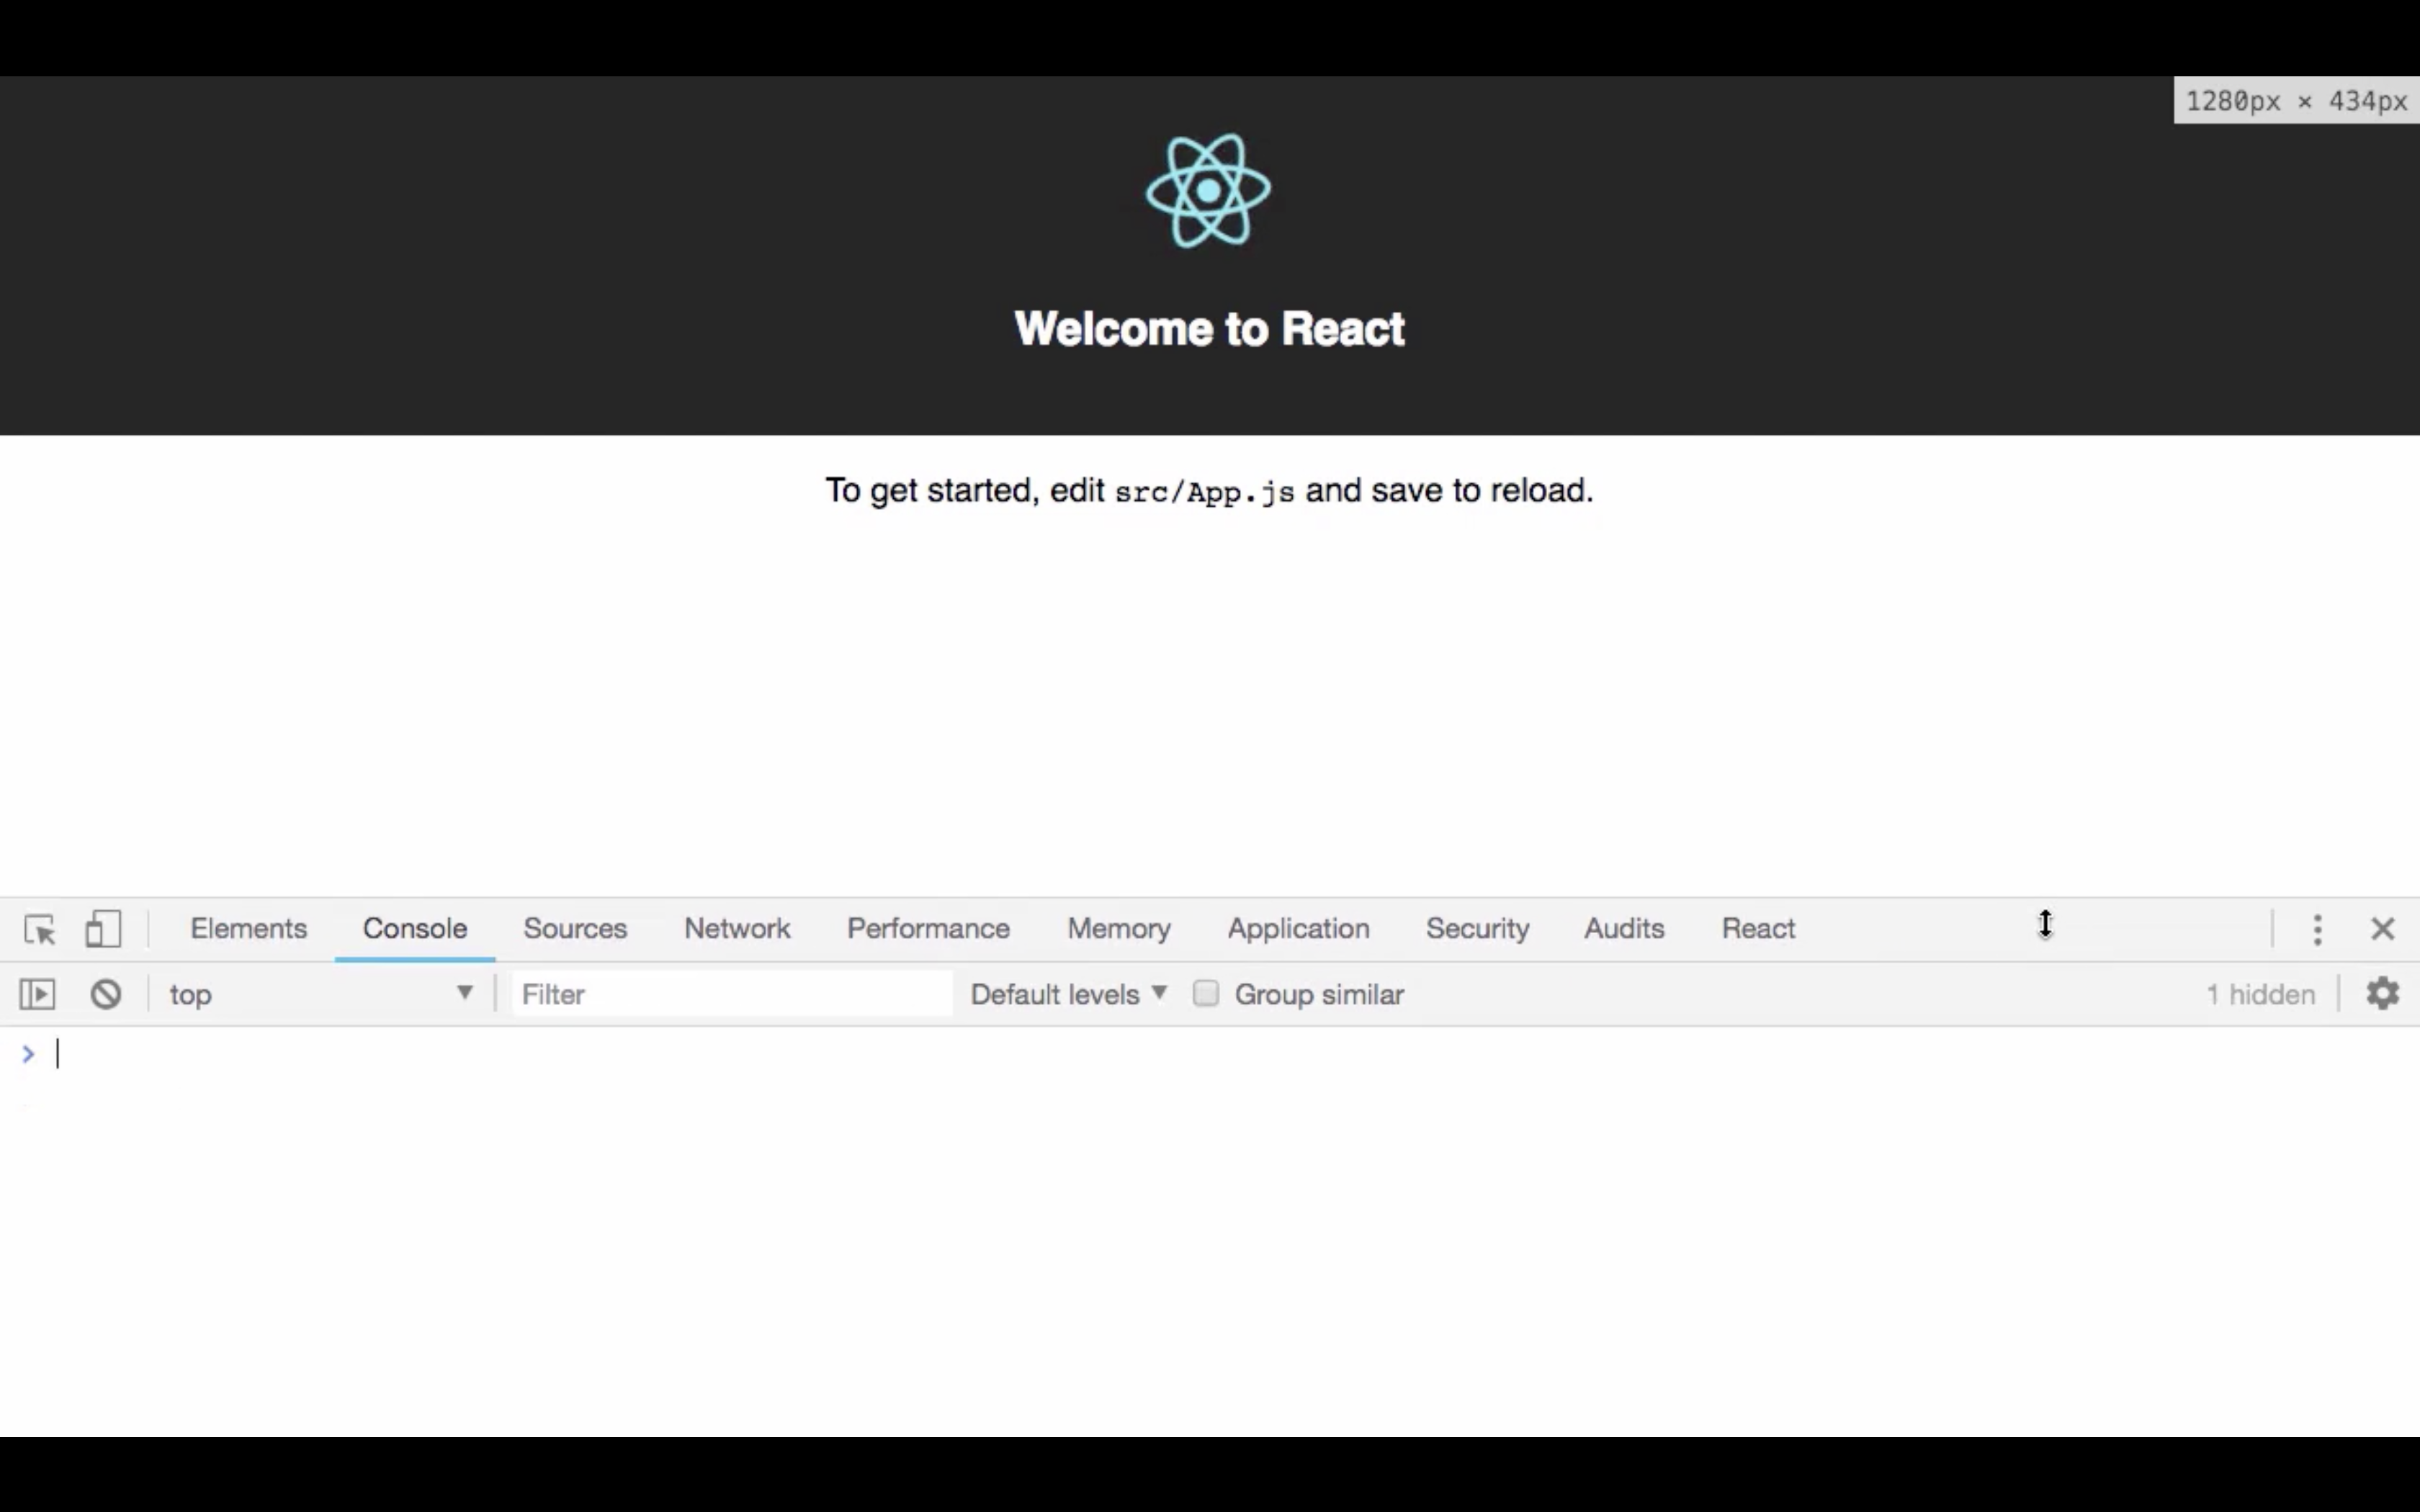 1280px × 434px
Welcome to React
To get started, edit src/App.js and save to reload.
Elements Console Sources Network Performance Memory Application Security Audits React
top Filter Default levels Group similar 1 hidden